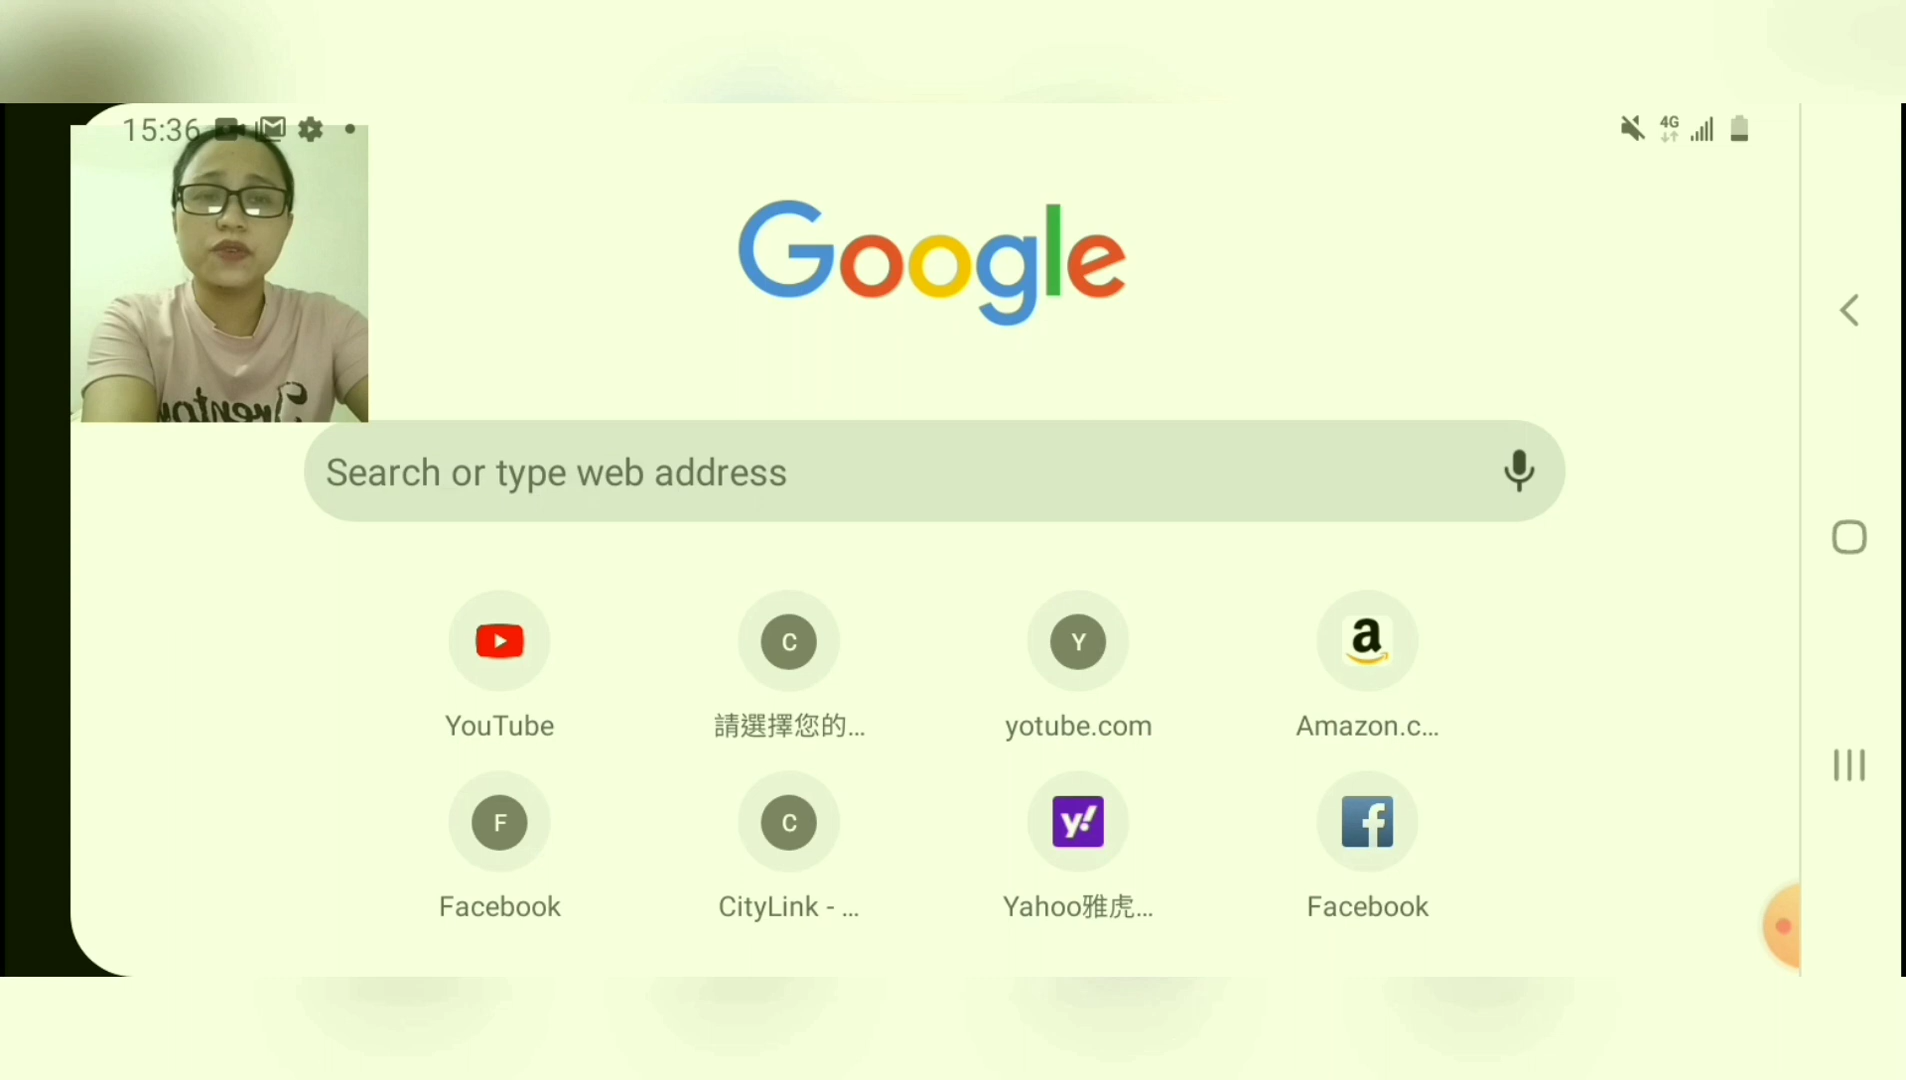 15:36
4G
Google
Search or type web address
C
Y
a
YouTube
請選擇您的...
yotube.com
Amazon.c...
F
C
y!
f
Facebook
CityLink - ...
Yahoo雅虎...
Facebook